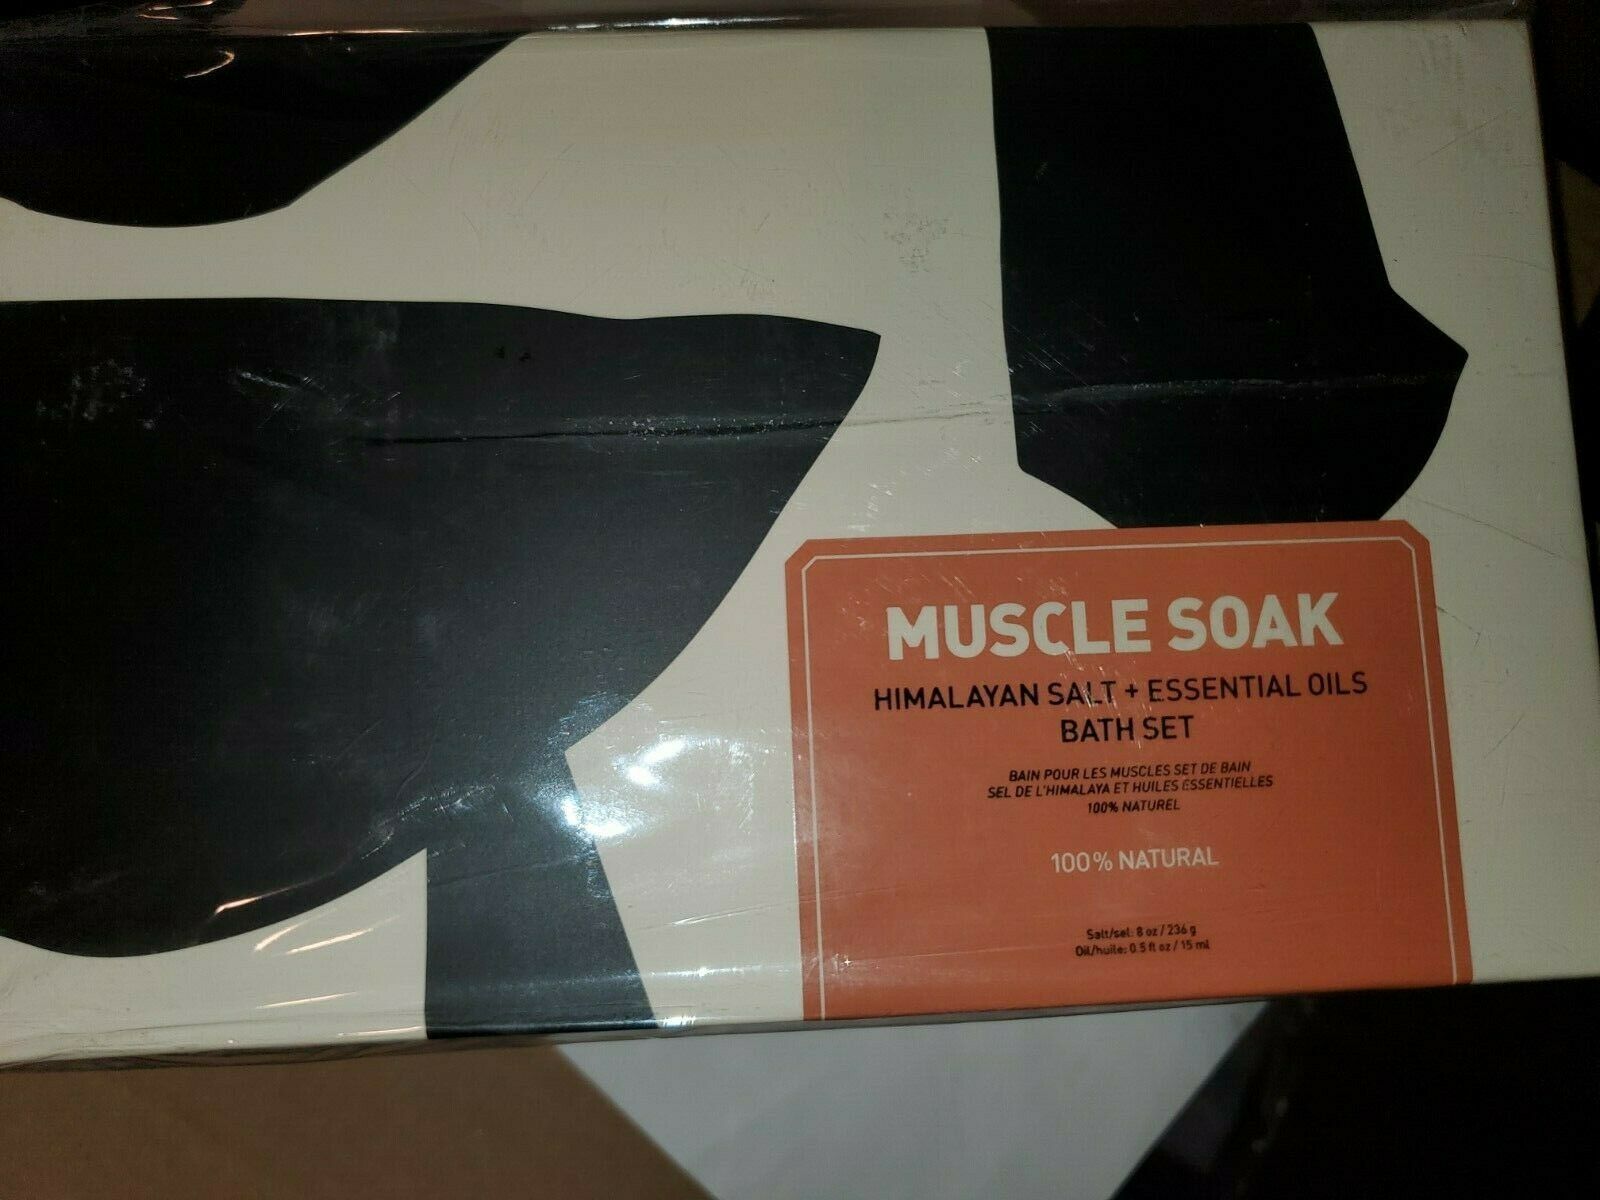 MUSCLE SOAK
HIMALAYAN SALT + ESSENTIAL OILS
BATH SET
BAIN POUR LES MUSCLES SET DE BAIN
SEL DE L'HIMALAYA ET HUILES ESSENTIELLES
100% NATUREL
100% NATURAL
Salt/sel: 8 oz / 236 g
Oil/huile: 0.5 fl oz / 15 ml